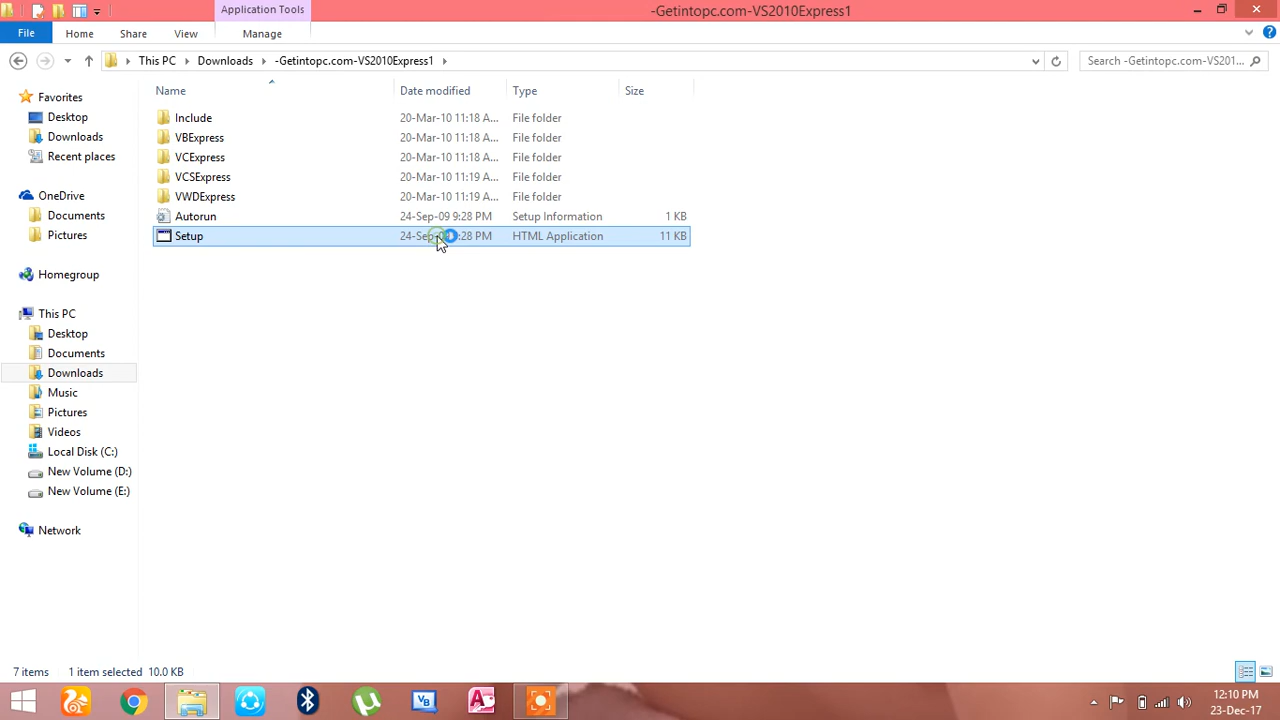 Application Tools
-Getintopc.com-VS2010Express1
File Home Share View Manage
This PC Downloads -Getintopc.com-VS2010Express1
Search -Getintopc.com-VS201...
Name Date modified Type Size
Include 20-Mar-10 11:18 A... File folder
VBExpress 20-Mar-10 11:18 A... File folder
VCExpress 20-Mar-10 11:18 A... File folder
VCSExpress 20-Mar-10 11:19 A... File folder
VWDExpress 20-Mar-10 11:19 A... File folder
Autorun 24-Sep-09 9:28 PM Setup Information 1 KB
Setup 24-Sep- :28 PM HTML Application 11 KB
Favorites
Desktop
Downloads
Recent places
OneDrive
Documents
Pictures
Homegroup
This PC
Desktop
Documents
Downloads
Music
Pictures
Videos
Local Disk (C:)
New Volume (D:)
New Volume (E:)
Network
7 items 1 item selected 10.0 KB
VB A
12:10 PM
23-Dec-17